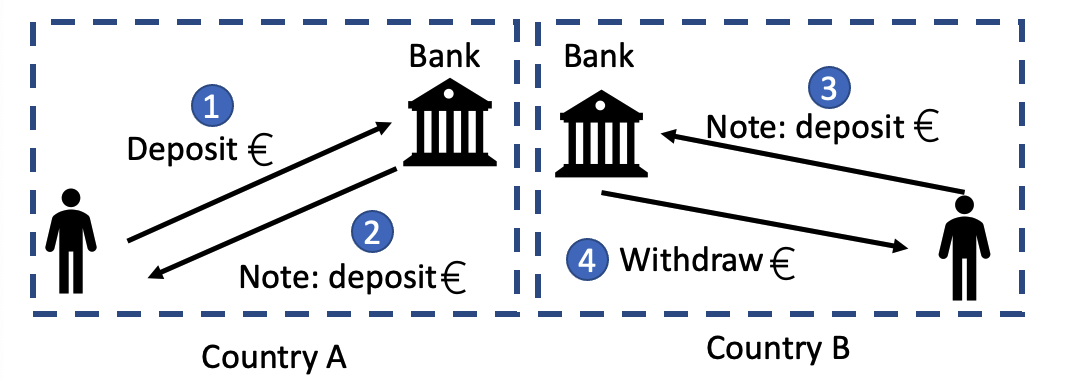 Bank
1
Deposit €
2
Note: deposit €
Country A
Bank
3
Note: deposit €
4 Withdraw €
Country B